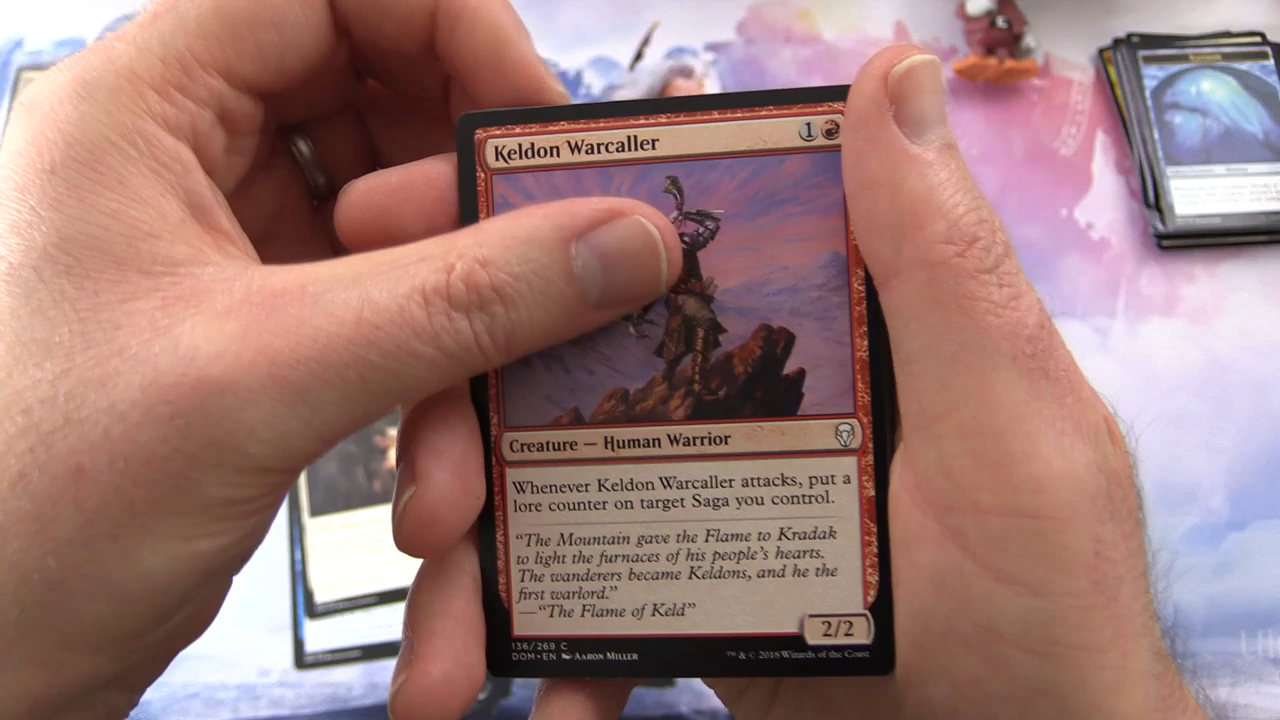 Keldon Warcaller 1
Creature — Human Warrior
Whenever Keldon Warcaller attacks, put a
lore counter on target Saga you control.
“The Mountain gave the Flame to Kradak
to light the furnaces of his people’s hearts.
The wanderers became Keldons, and he the
first warlord.”
—“The Flame of Keld”
2/2
136/269 C
DOM • EN Aaron Miller
™ & © 2018 Wizards of the Coast